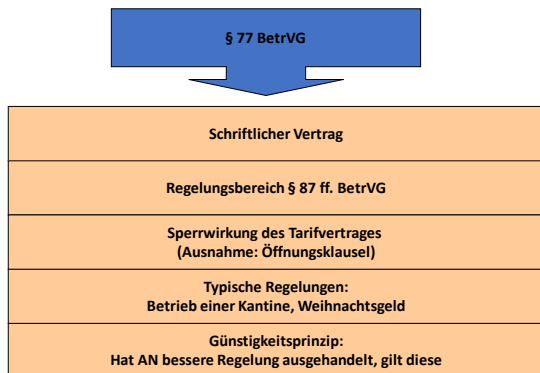 § 77 BetrVG
Schriftlicher Vertrag
Regelungsbereich § 87 ff. BetrVG
Sperrwirkung des Tarifvertrages
(Ausnahme: Öffnungsklausel)
Typische Regelungen:
Betrieb einer Kantine, Weihnachtsgeld
Günstigkeitsprinzip:
Hat AN bessere Regelung ausgehandelt, gilt diese